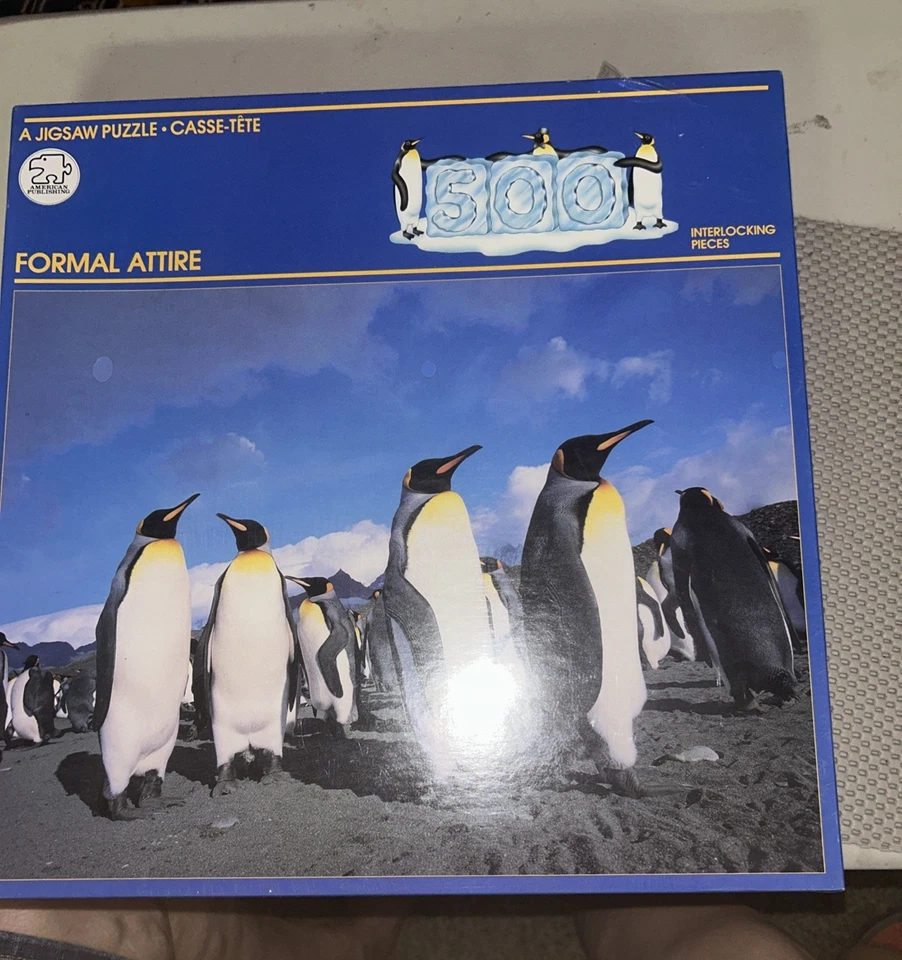 A JIGSAW PUZZLE • CASSE-TÊTE
AMERICAN
PUBLISHING
500
INTERLOCKING
PIECES
FORMAL ATTIRE